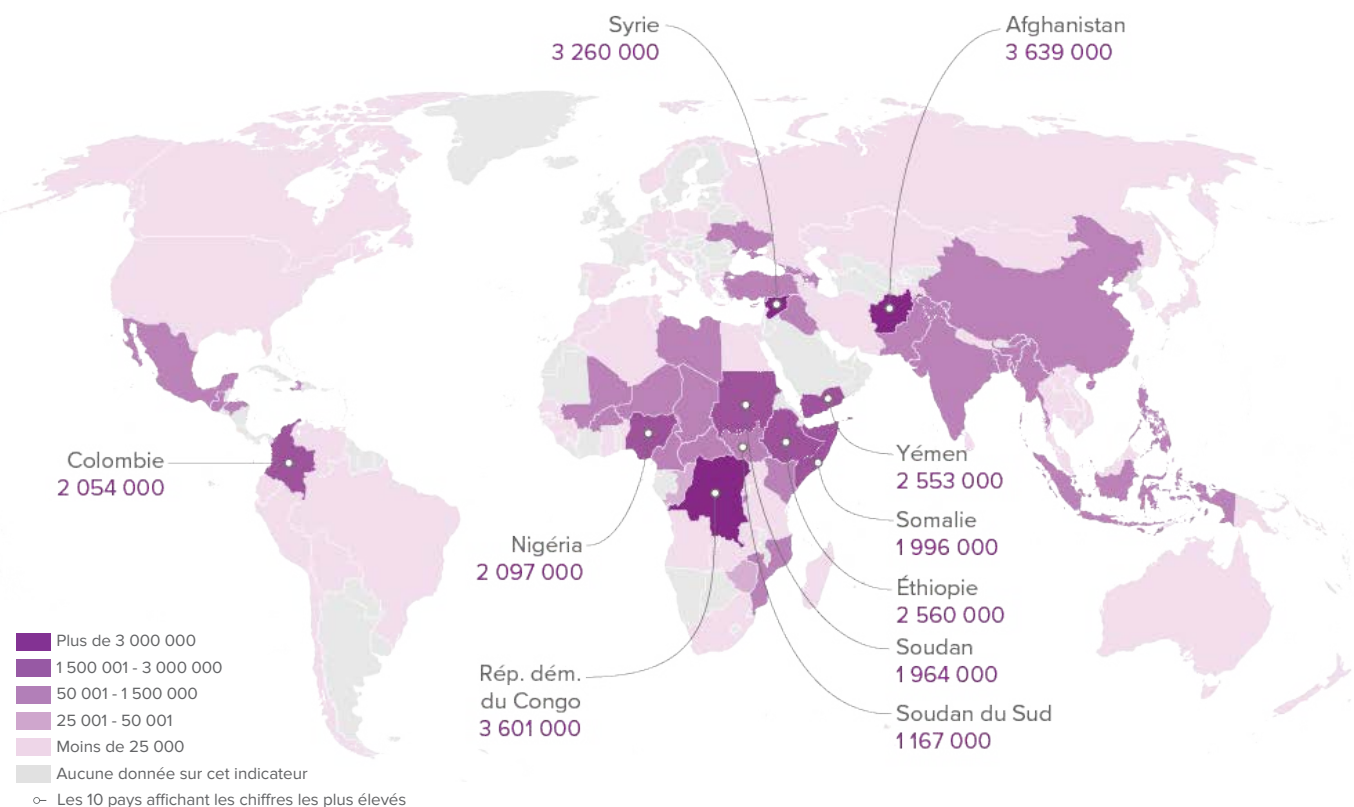 Syrie
3 260 000
Afghanistan
3 639 000
Colombie
2 054 000
Nigéria
2 097 000
Rép. dém.
du Congo
3 601 000
Yémen
2 553 000
Somalie
1 996 000
Éthiopie
2 560 000
Soudan
1 964 000
Soudan du Sud
1 167 000
Plus de 3 000 000
1 500 001 - 3 000 000
50 001 - 1 500 000
25 001 - 50 001
Moins de 25 000
Aucune donnée sur cet indicateur
Les 10 pays affichant les chiffres les plus élevés